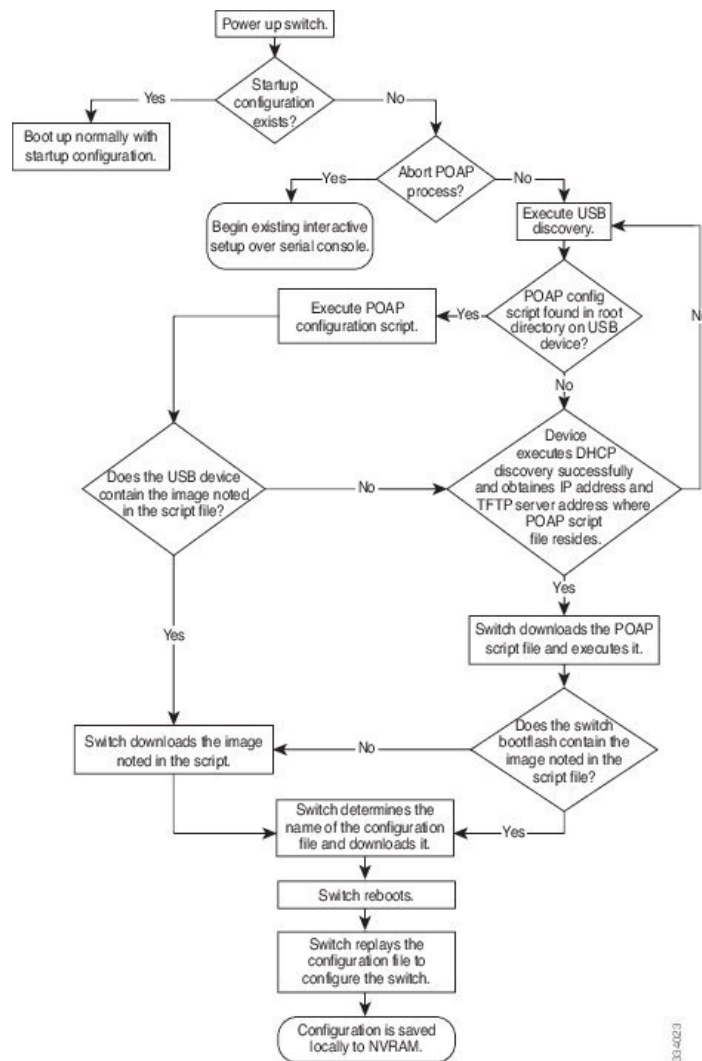 Power up switch.
Startup
configuration
exists?
Yes
No
Boot up normally with
startup configuration.
Abort POAP
process?
Yes
No
Begin existing interactive
setup over serial console.
Execute USB
discovery.
POAP config
script found in root
directory on USB
device?
Yes
Execute POAP
configuration script.
No
No
Device
executes DHCP
discovery successfully
and obtaines IP address and
TFTP server address where
POAP script
file resides.
Does the USB device
contain the image noted
in the script file?
No
Yes
Yes
Switch downloads the POAP
script file and executes it.
Does the switch
bootflash contain the
image noted in the
script file?
No
Switch downloads the image
noted in the script.
Yes
Switch determines the
name of the configuration
file and downloads it.
Switch reboots.
Switch replays the
configuration file to
configure the switch.
Configuration is saved
locally to NVRAM.
334023